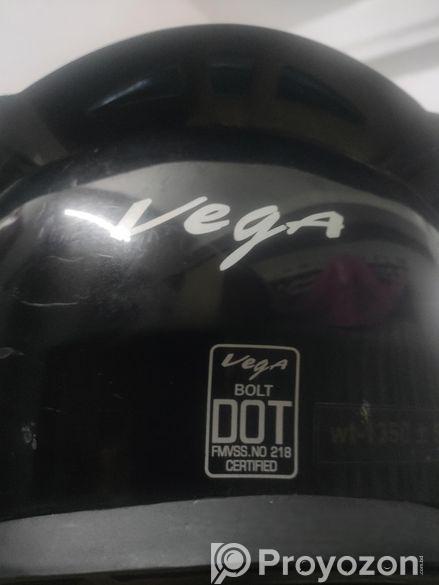 Vega
Vega
BOLT
DOT
FMVSS.NO 218
CERTIFIED
Proyozon